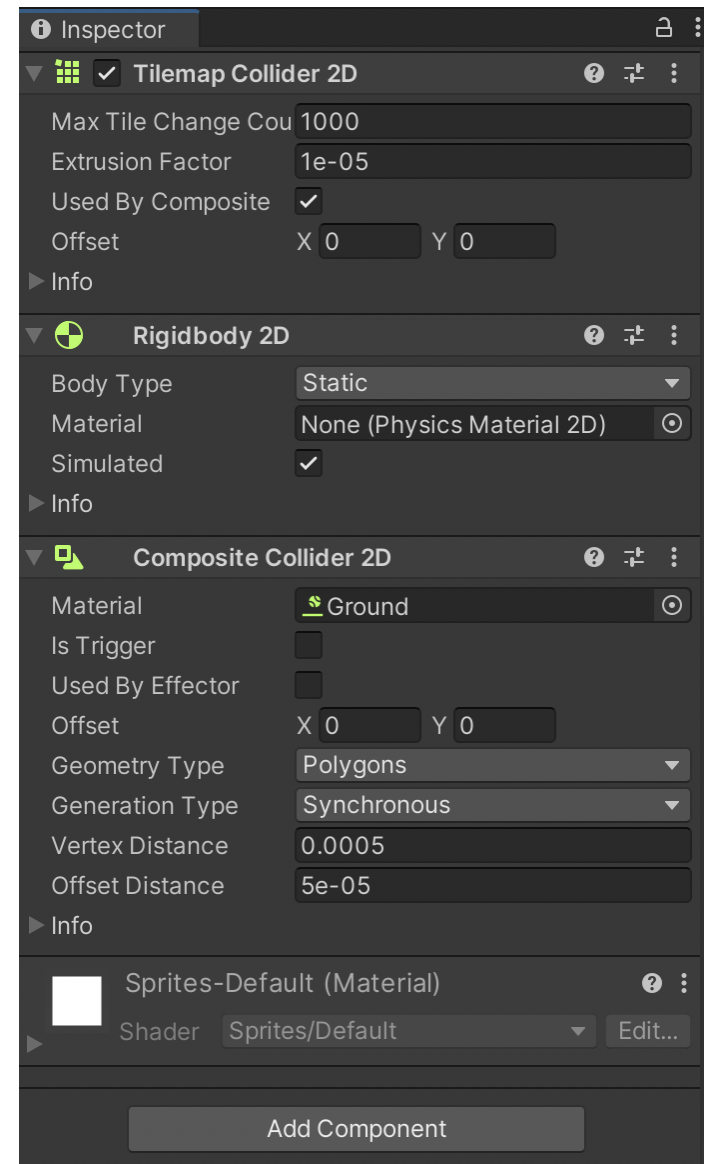 Inspector
Tilemap Collider 2D
Max Tile Change Cou 1000
Extrusion Factor 1e-05
Used By Composite
Offset X 0 Y 0
Info
Rigidbody 2D
Body Type Static
Material None (Physics Material 2D)
Simulated
Info
Composite Collider 2D
Material Ground
Is Trigger
Used By Effector
Offset X 0 Y 0
Geometry Type Polygons
Generation Type Synchronous
Vertex Distance 0.0005
Offset Distance 5e-05
Info
Sprites-Default (Material)
Shader Sprites/Default Edit...
Add Component